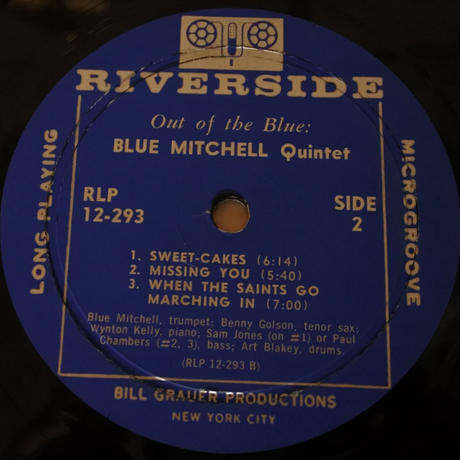 RIVERSIDE
Out of the Blue:
BLUE MITCHELL Quintet
LONG PLAYING
MICROGROOVE
RLP
12-293
SIDE
2
1. SWEET-CAKES (6:14)
2. MISSING YOU (5:40)
3. WHEN THE SAINTS GO
MARCHING IN (7:00)
Blue Mitchell, trumpet; Benny Golson, tenor sax;
Wynton Kelly, piano; Sam Jones (on #1) or Paul
Chambers (#2, 3), bass; Art Blakey, drums.
(RLP 12-293 B)
BILL GRAUER PRODUCTIONS
NEW YORK CITY